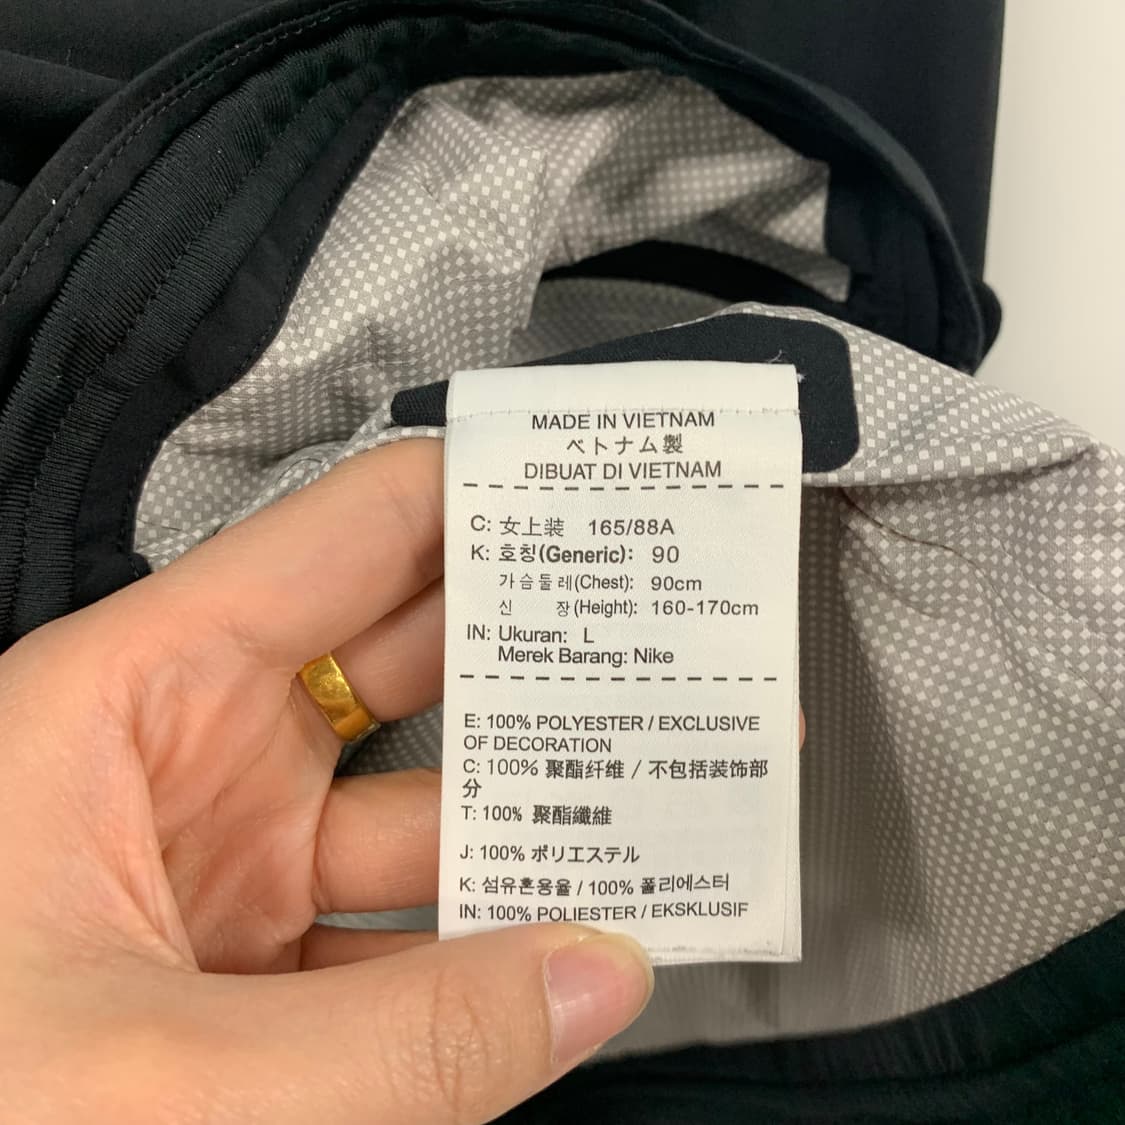 MADE IN VIETNAM
ベトナム製
DIBUAT DI VIETNAM
C: 女上装 165/88A
K: 호칭(Generic): 90
가슴둘레(Chest): 90cm
신 장(Height): 160-170cm
IN: Ukuran: L
Merek Barang: Nike
E: 100% POLYESTER / EXCLUSIVE
OF DECORATION
C: 100% 聚酯纤维 / 不包括装饰部
分
T: 100% 聚酯纖維
J: 100% ポリエステル
K: 섬유혼용율 / 100% 폴리에스터
IN: 100% POLIESTER / EKSKLUSIF